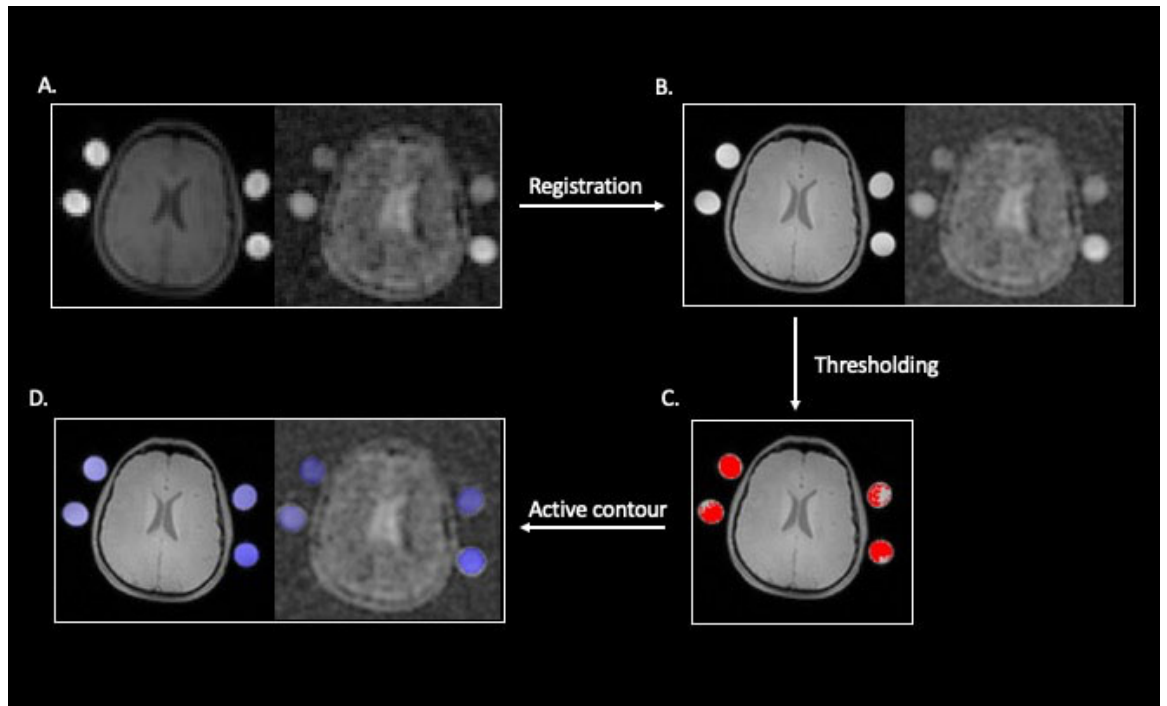 A.
B.
Registration
Thresholding
D.
C.
Active contour